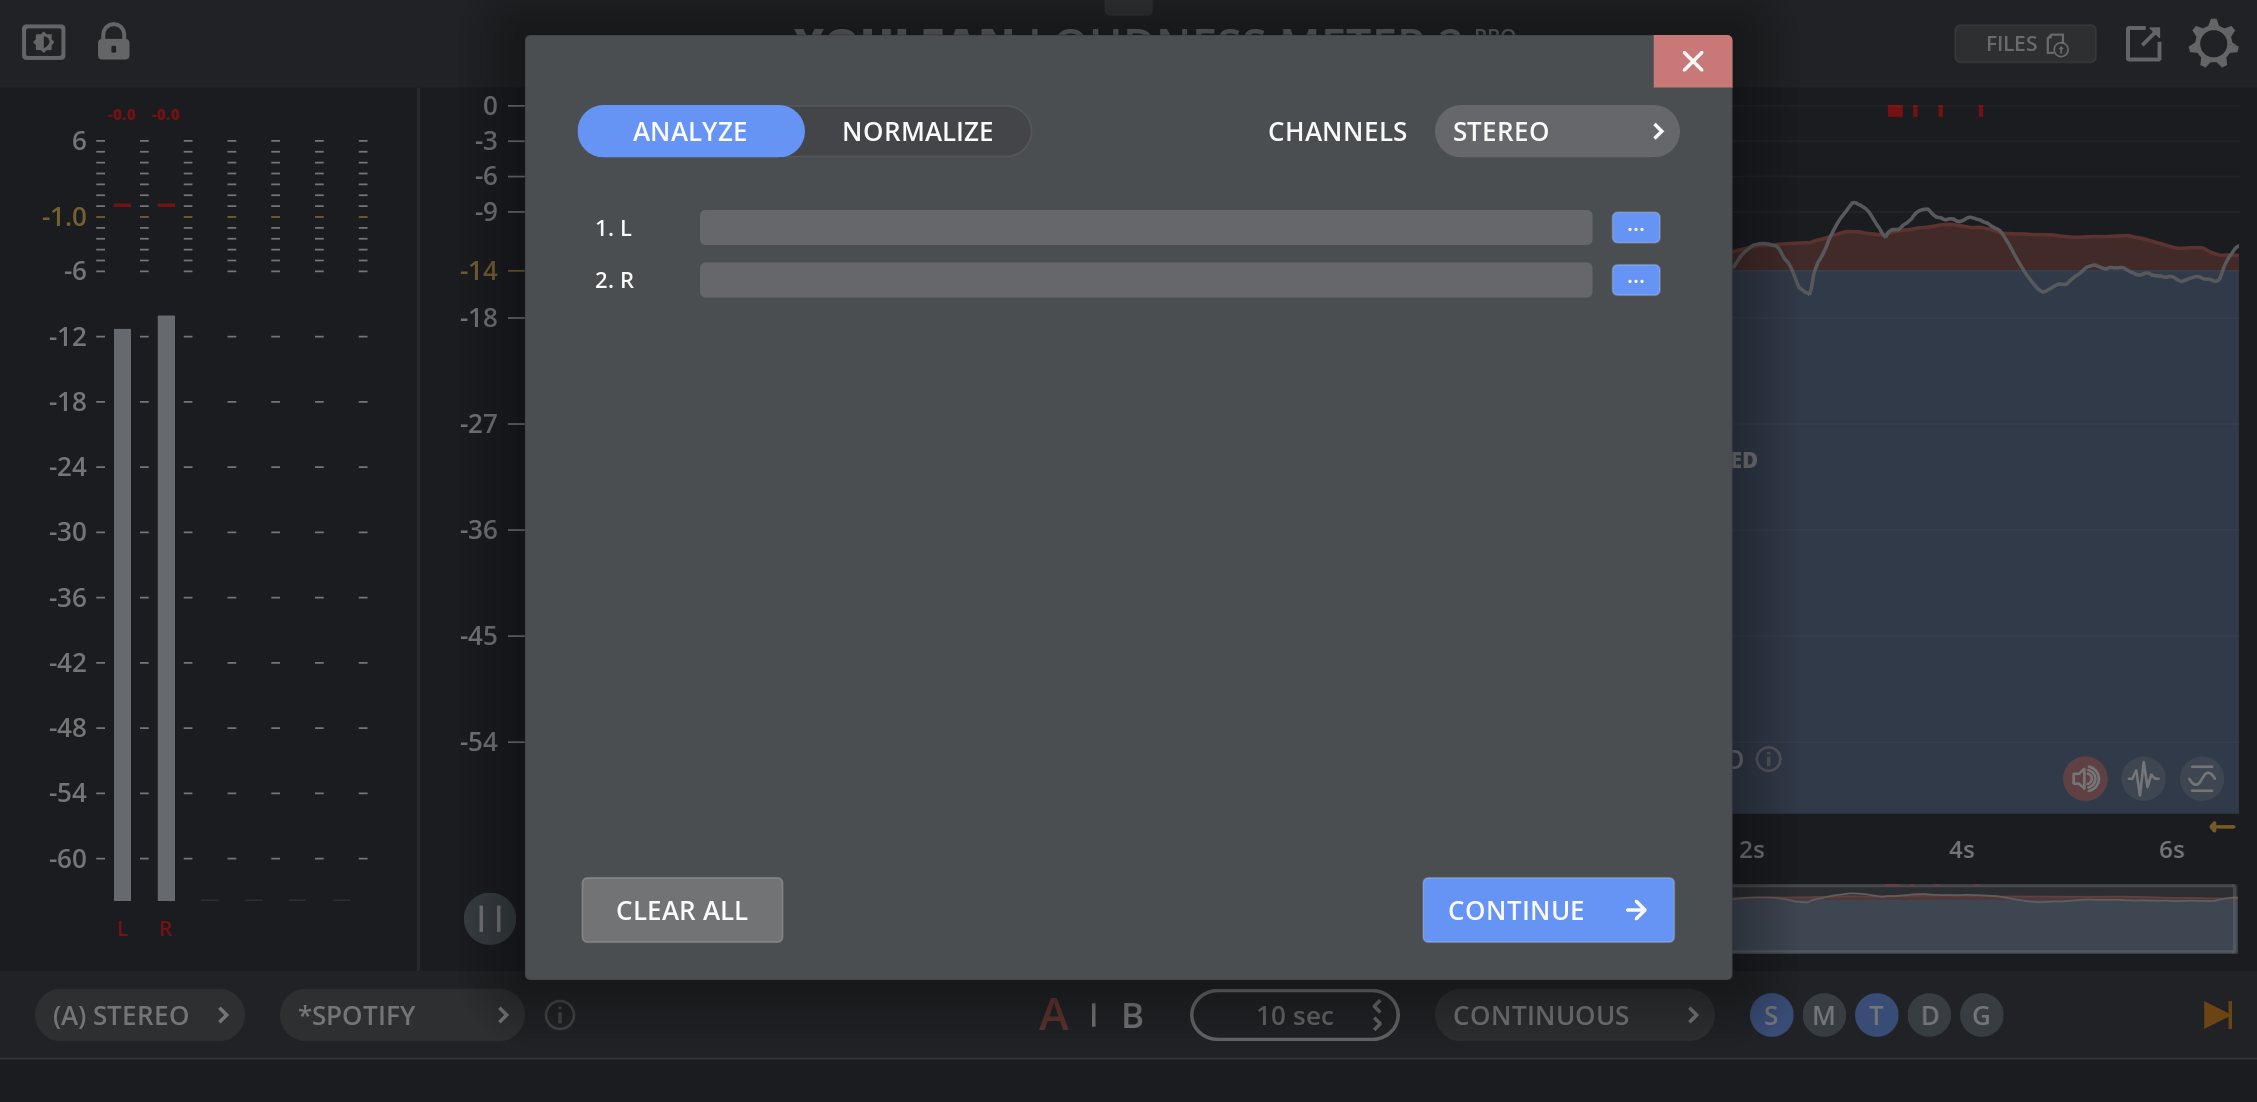 PRO
FILES
ANALYZE NORMALIZE CHANNELS STEREO
1. L ...
2. R ...
CLEAR ALL CONTINUE
-0.0 -0.0
6
-1.0
-6
-12
-18
-24
-30
-36
-42
-48
-54
-60
L R
0
-3
-6
-9
-14
-18
-27
-36
-45
-54
ED
2s 4s 6s
(A) STEREO *SPOTIFY A | B 10 sec CONTINUOUS S M T D G